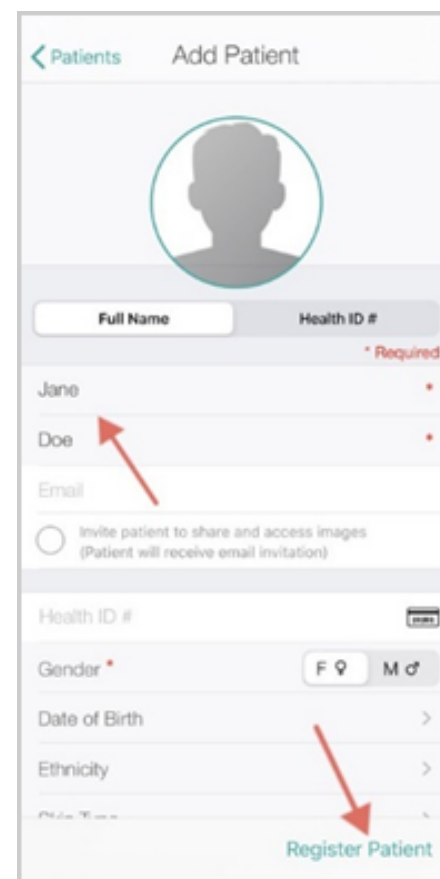 Patients Add Patient
Full Name Health ID #
* Required
Jane *
Doe *
Email
Invite patient to share and access images
(Patient will receive email invitation)
Health ID #
Gender * F ♀ M ♂
Date of Birth
Ethnicity
Register Patient